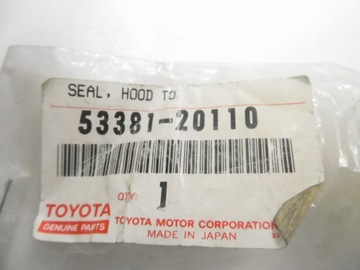 SEAL, HOOD TO
53381-20110
QTY: 1
TOYOTA
GENUINE PARTS
TOYOTA MOTOR CORPORATION
MADE IN JAPAN